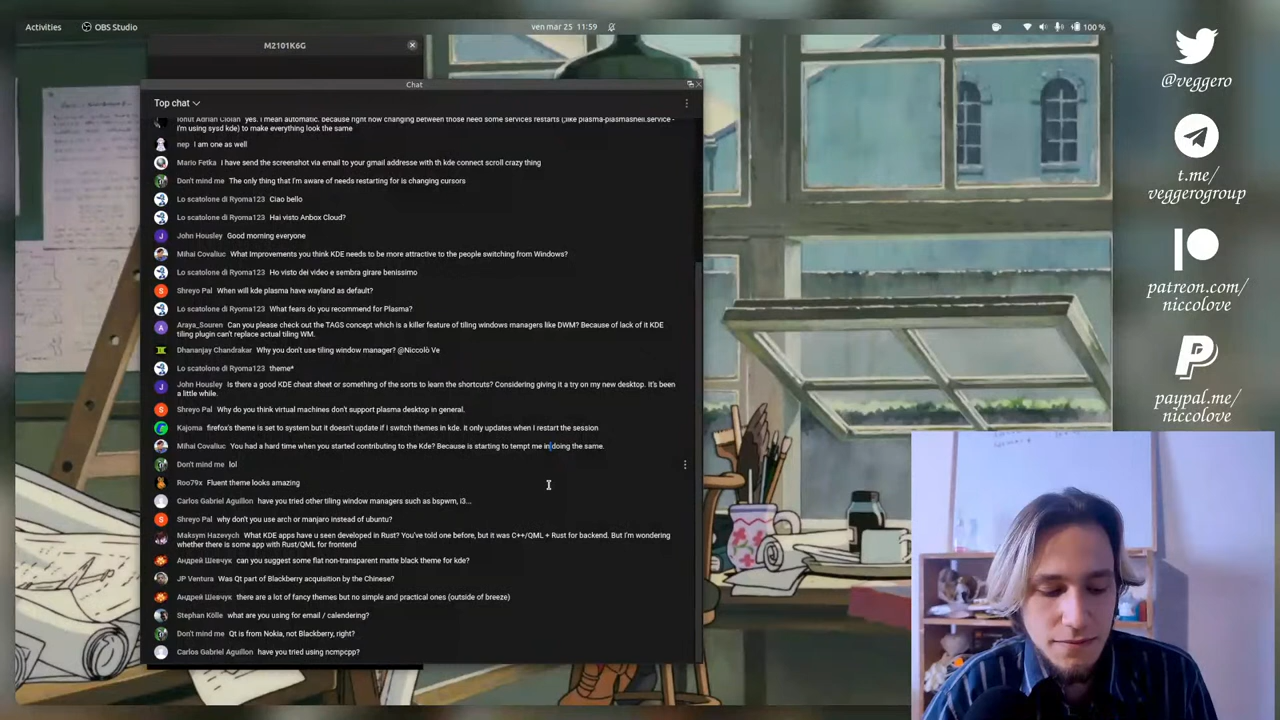 Activities
OBS Studio
ven mar 25 11:59
100 %
M2101K6G
Chat
Top chat
Ionut Adrian Ciolan yes. I mean automatic. because right now changing between those need some services restarts (,like plasma-plasmashell.service -
I'm using sysd kde) to make everything look the same
nep I am one as well
Mario Fetka I have send the screenshot via email to your gmail addresse with th kde connect scroll crazy thing
Don't mind me The only thing that I'm aware of needs restarting for is changing cursors
Lo scatolone di Ryoma123 Ciao bello
Lo scatolone di Ryoma123 Hai visto Anbox Cloud?
John Housley Good morning everyone
Mihai Covaliuc What Improvements you think KDE needs to be more attractive to the people switching from Windows?
Lo scatolone di Ryoma123 Ho visto dei video e sembra girare benissimo
Shreyo Pal When will kde plasma have wayland as default?
Lo scatolone di Ryoma123 What fears do you recommend for Plasma?
Araya_Souren Can you please check out the TAGS concept which is a killer feature of tiling windows managers like DWM? Because of lack of it KDE
tiling plugin can't replace actual tiling WM.
Dhananjay Chandrakar Why you don't use tiling window manager? @Niccolò Ve
Lo scatolone di Ryoma123 theme*
John Housley Is there a good KDE cheat sheet or something of the sorts to learn the shortcuts? Considering giving it a try on my new desktop. It's been
a little while.
Shreyo Pal Why do you think virtual machines don't support plasma desktop in general.
Kajoma firefox's theme is set to system but it doesn't update if I switch themes in kde. it only updates when I restart the session
Mihai Covaliuc You had a hard time when you started contributing to the Kde? Because is starting to tempt me in doing the same.
Don't mind me lol
Roo79x Fluent theme looks amazing
Carlos Gabriel Aguillon have you tried other tiling window managers such as bspwm, i3...
Shreyo Pal why don't you use arch or manjaro instead of ubuntu?
Maksym Hazevych What KDE apps have u seen developed in Rust? You've told one before, but it was C++/QML + Rust for backend. But I'm wondering
whether there is some app with Rust/QML for frontend
Андрей Шевчук can you suggest some flat non-transparent matte black theme for kde?
JP Ventura Was Qt part of Blackberry acquisition by the Chinese?
Андрей Шевчук there are a lot of fancy themes but no simple and practical ones (outside of breeze)
Stephan Kölle what are you using for email / calendering?
Don't mind me Qt is from Nokia, not Blackberry, right?
Carlos Gabriel Aguillon have you tried using ncmpcpp?
@veggero
t.me/
veggerogroup
patreon.com/
niccolove
paypal.me/
niccolove